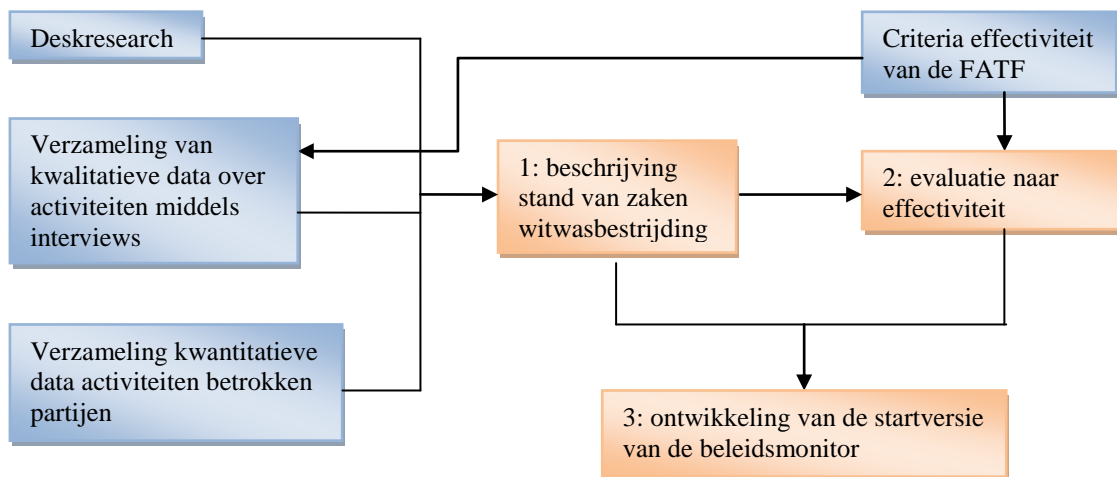 Deskresearch
Criteria effectiviteit
van de FATF
Verzameling van
kwalitatieve data over
activiteiten middels
interviews
1: beschrijving
stand van zaken
witwasbestrijding
2: evaluatie naar
effectiviteit
Verzameling kwantitatieve
data activiteiten betrokken
partijen
3: ontwikkeling van de startversie
van de beleidsmonitor